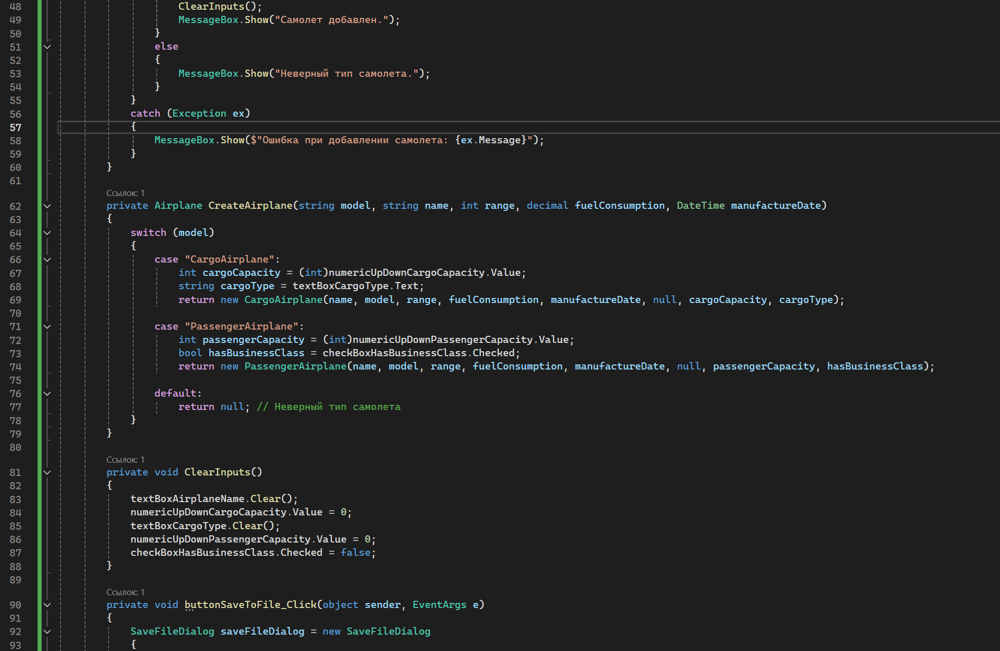 48 ClearInputs();
49 MessageBox.Show("Самолет добавлен.");
50 }
51 else
52 {
53 MessageBox.Show("Неверный тип самолета.");
54 }
55 }
56 catch (Exception ex)
57 {
58 MessageBox.Show($"Ошибка при добавлении самолета: {ex.Message}");
59 }
60 }
61
Ссылок: 1
62 private Airplane CreateAirplane(string model, string name, int range, decimal fuelConsumption, DateTime manufactureDate)
63 {
64 switch (model)
65 {
66 case "CargoAirplane":
67 int cargoCapacity = (int)numericUpDownCargoCapacity.Value;
68 string cargoType = textBoxCargoType.Text;
69 return new CargoAirplane(name, model, range, fuelConsumption, manufactureDate, null, cargoCapacity, cargoType);
70
71 case "PassengerAirplane":
72 int passengerCapacity = (int)numericUpDownPassengerCapacity.Value;
73 bool hasBusinessClass = checkBoxHasBusinessClass.Checked;
74 return new PassengerAirplane(name, model, range, fuelConsumption, manufactureDate, null, passengerCapacity, hasBusinessClass);
75
76 default:
77 return null; // Неверный тип самолета
78 }
79 }
80
Ссылок: 1
81 private void ClearInputs()
82 {
83 textBoxAirplaneName.Clear();
84 numericUpDownCargoCapacity.Value = 0;
85 textBoxCargoType.Clear();
86 numericUpDownPassengerCapacity.Value = 0;
87 checkBoxHasBusinessClass.Checked = false;
88 }
89
Ссылок: 1
90 private void buttonSaveToFile_Click(object sender, EventArgs e)
91 {
92 SaveFileDialog saveFileDialog = new SaveFileDialog
93 {